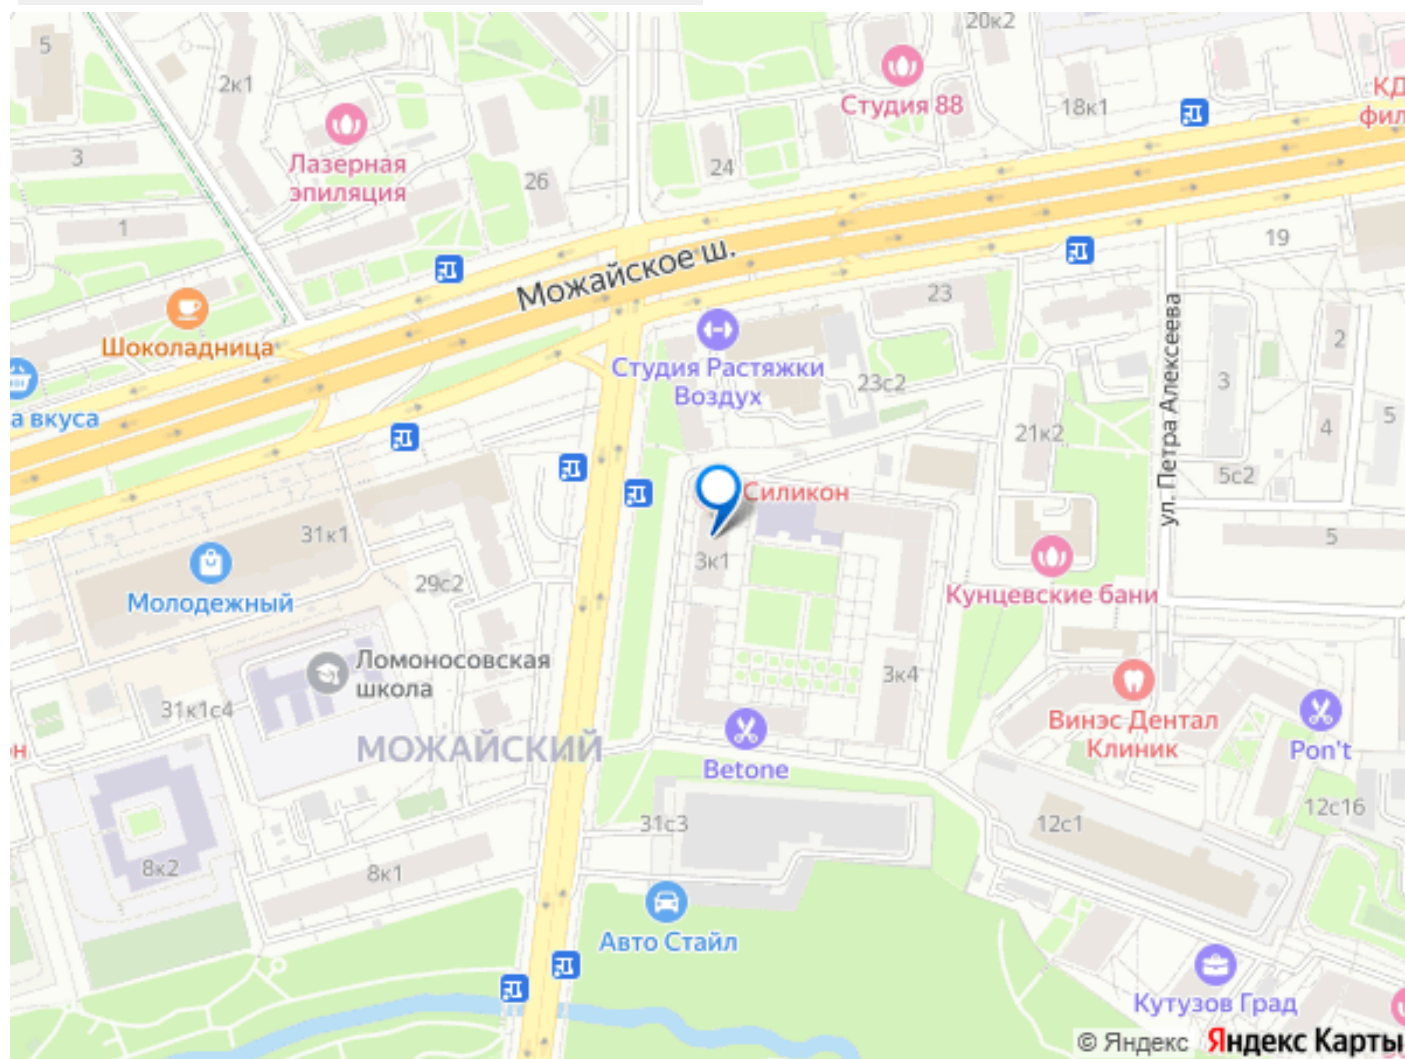 5
20к2
2к1
Студия 88
18к1
КД
фил
Лазерная
эпиляция
3
24
26
1
19
Можайское ш.
23
2
Шоколадница
Студия Растяжки
Воздух
23с2
3
ул. Петра Алексеева
а вкуса
21к2
4
5
5с2
Силикон
31к1
3к1
5
29с2
Молодежный
Кунцевские бани
Ломоносовская
школа
3к4
31к1с4
Винэс Дентал
Клиник
он
МОЖАЙСКИЙ
Betone
Pon't
12с16
31с3
12с1
8к2
8к1
Авто Стайл
Кутузов Град
© Яндекс Яндекс Карты